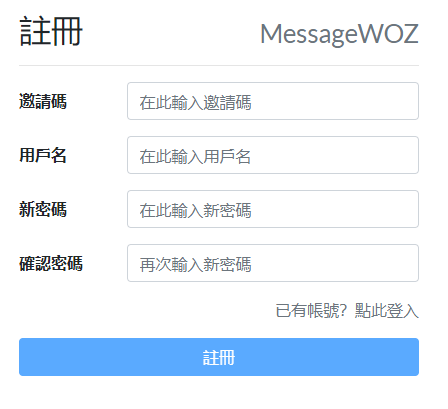 註冊 MessageWOZ
邀請碼 在此輸入邀請碼
用戶名 在此輸入用戶名
新密碼 在此輸入新密碼
確認密碼 再次輸入新密碼
已有帳號? 點此登入
註冊